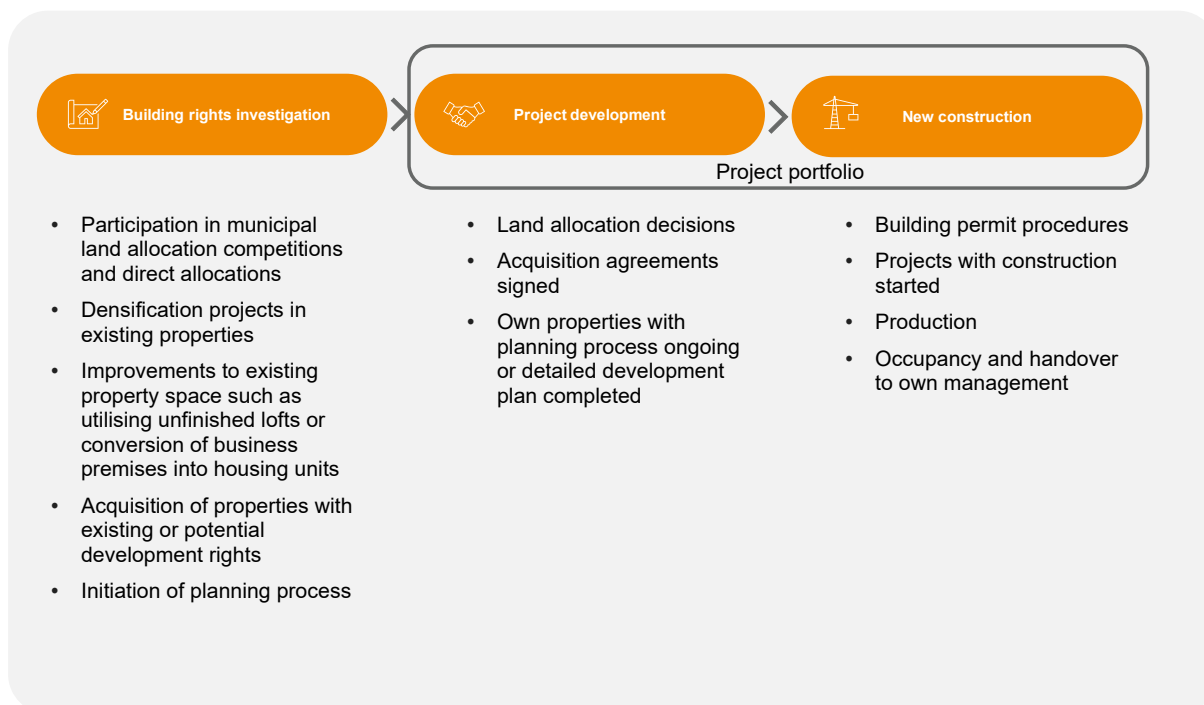 Building rights investigation
Project development
New construction
Project portfolio
• Participation in municipal
land allocation competitions
and direct allocations
• Densification projects in
existing properties
• Improvements to existing
property space such as
utilising unfinished lofts or
conversion of business
premises into housing units
• Acquisition of properties with
existing or potential
development rights
• Initiation of planning process
• Land allocation decisions
• Acquisition agreements
signed
• Own properties with
planning process ongoing
or detailed development
plan completed
• Building permit procedures
• Projects with construction
started
• Production
• Occupancy and handover
to own management